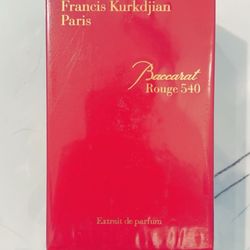 Francis Kurkdjian
Paris
Baccarat
Rouge 540
Extrait de parfum